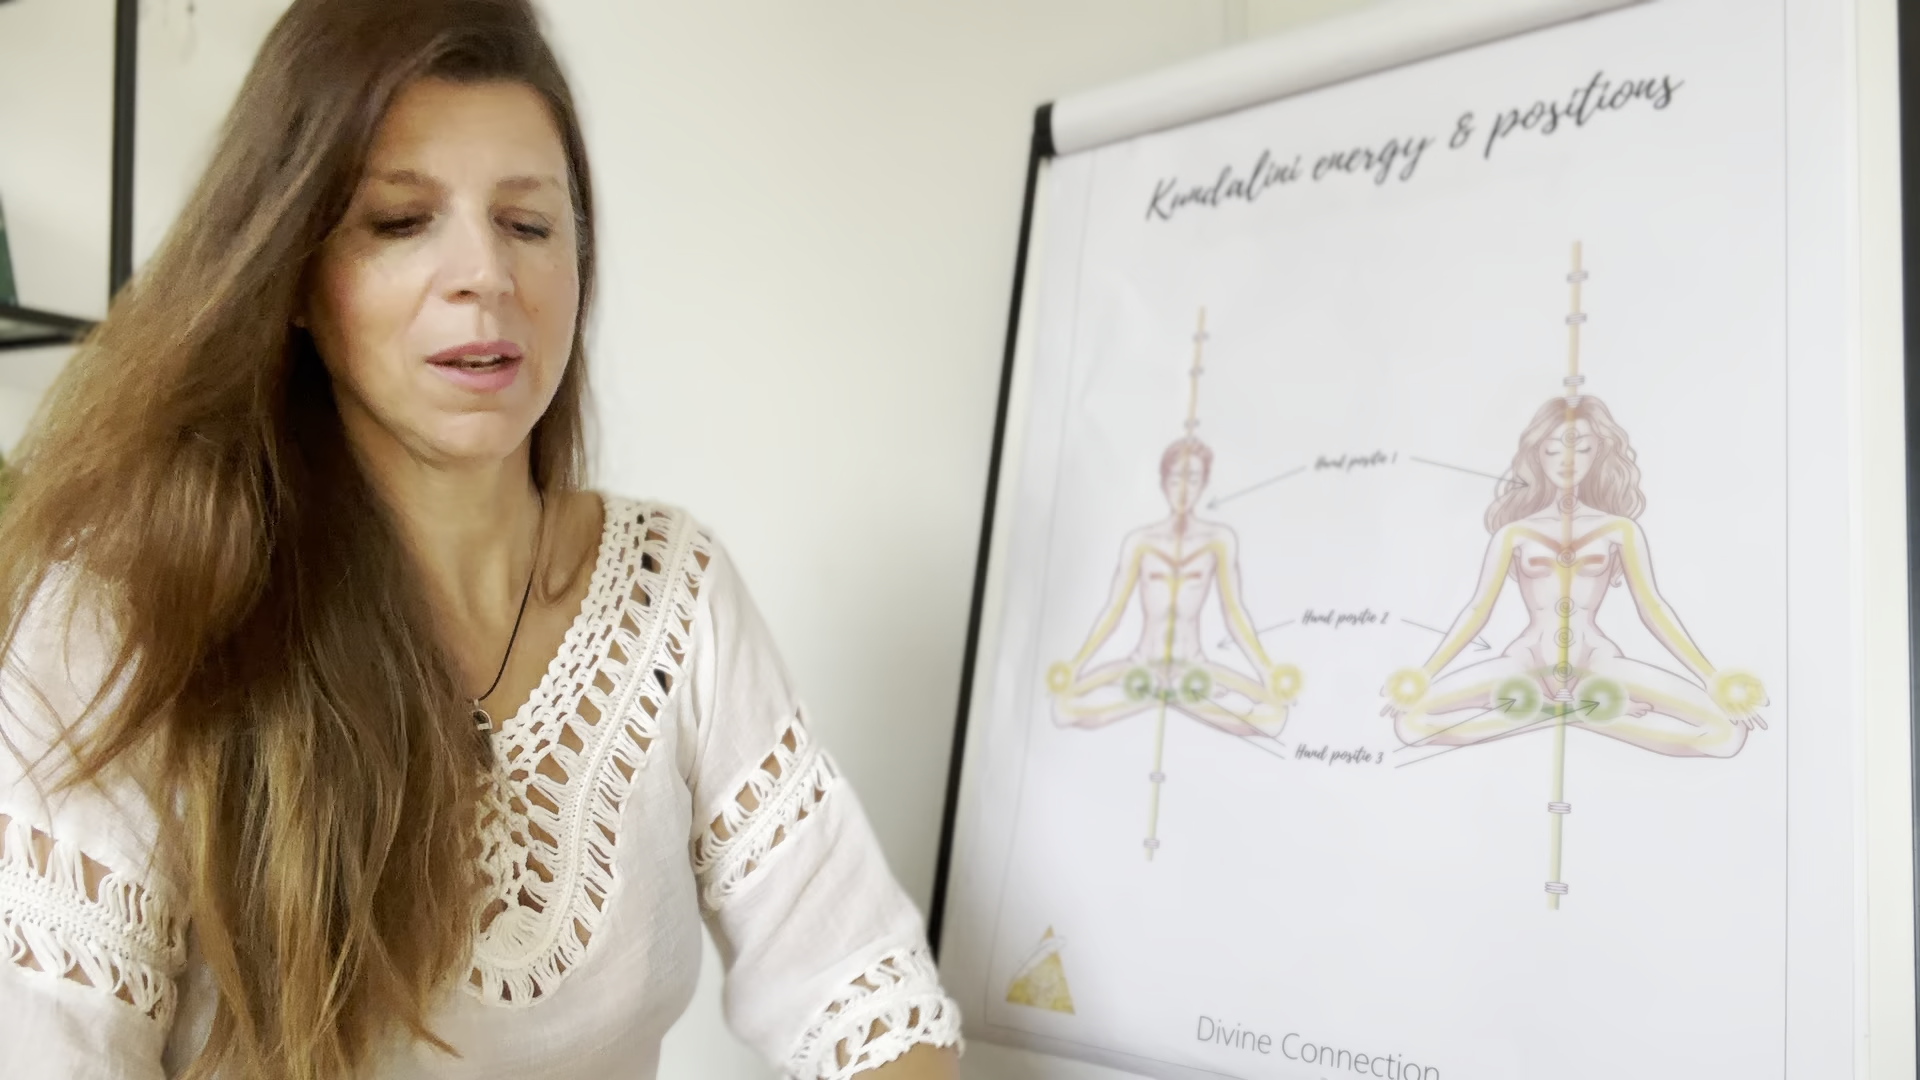 Kundalini energy & positions
Hand positie 1
Hand positie 2
Hand positie 3
Divine Connection